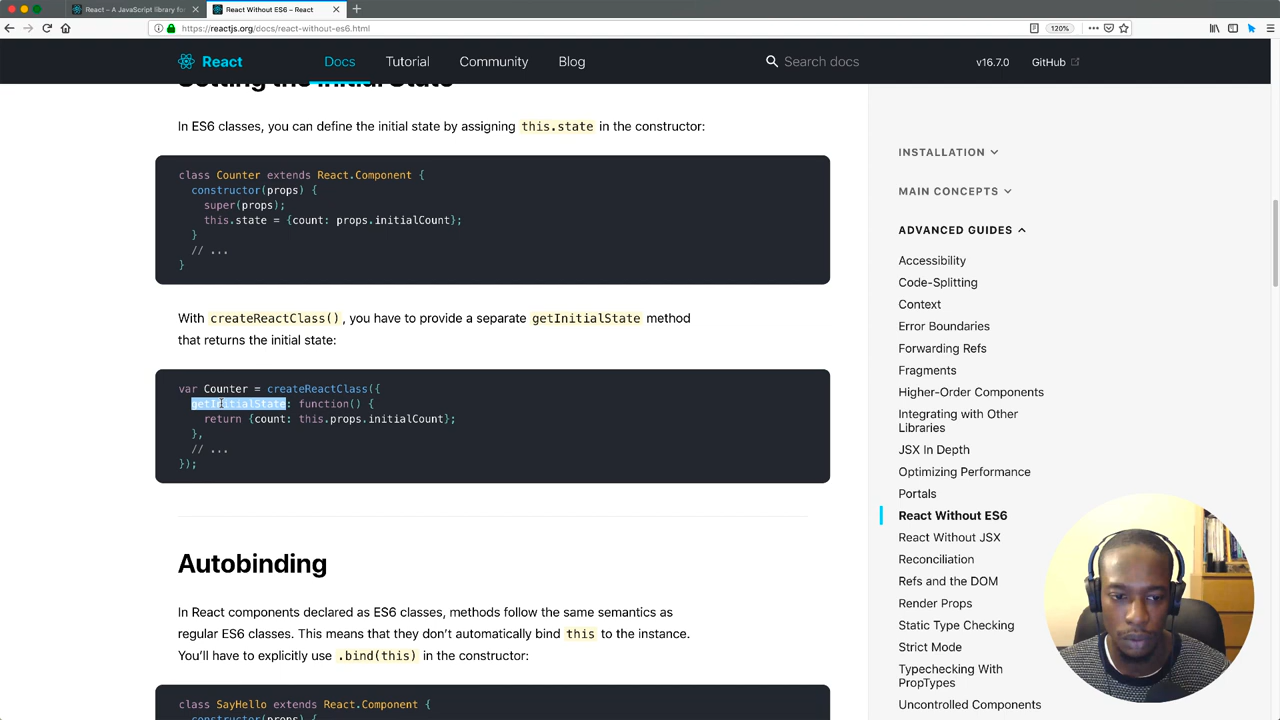 React – A JavaScript library for
React Without ES6 – React
https://reactjs.org/docs/react-without-es6.html
120%
React
Docs
Tutorial
Community
Blog
Search docs
v16.7.0
GitHub
Setting the Initial State
In ES6 classes, you can define the initial state by assigning this.state in the constructor:
class Counter extends React.Component {
constructor(props) {
super(props);
this.state = {count: props.initialCount};
}
// ...
}
With createReactClass(), you have to provide a separate getInitialState method
that returns the initial state:
var Counter = createReactClass({
getInitialState: function() {
return {count: this.props.initialCount};
},
// ...
});
Autobinding
In React components declared as ES6 classes, methods follow the same semantics as
regular ES6 classes. This means that they don't automatically bind this to the instance.
You'll have to explicitly use .bind(this) in the constructor:
class SayHello extends React.Component {
constructor(props) {
INSTALLATION
MAIN CONCEPTS
ADVANCED GUIDES
Accessibility
Code-Splitting
Context
Error Boundaries
Forwarding Refs
Fragments
Higher-Order Components
Integrating with Other
Libraries
JSX In Depth
Optimizing Performance
Portals
React Without ES6
React Without JSX
Reconciliation
Refs and the DOM
Render Props
Static Type Checking
Strict Mode
Typechecking With
PropTypes
Uncontrolled Components